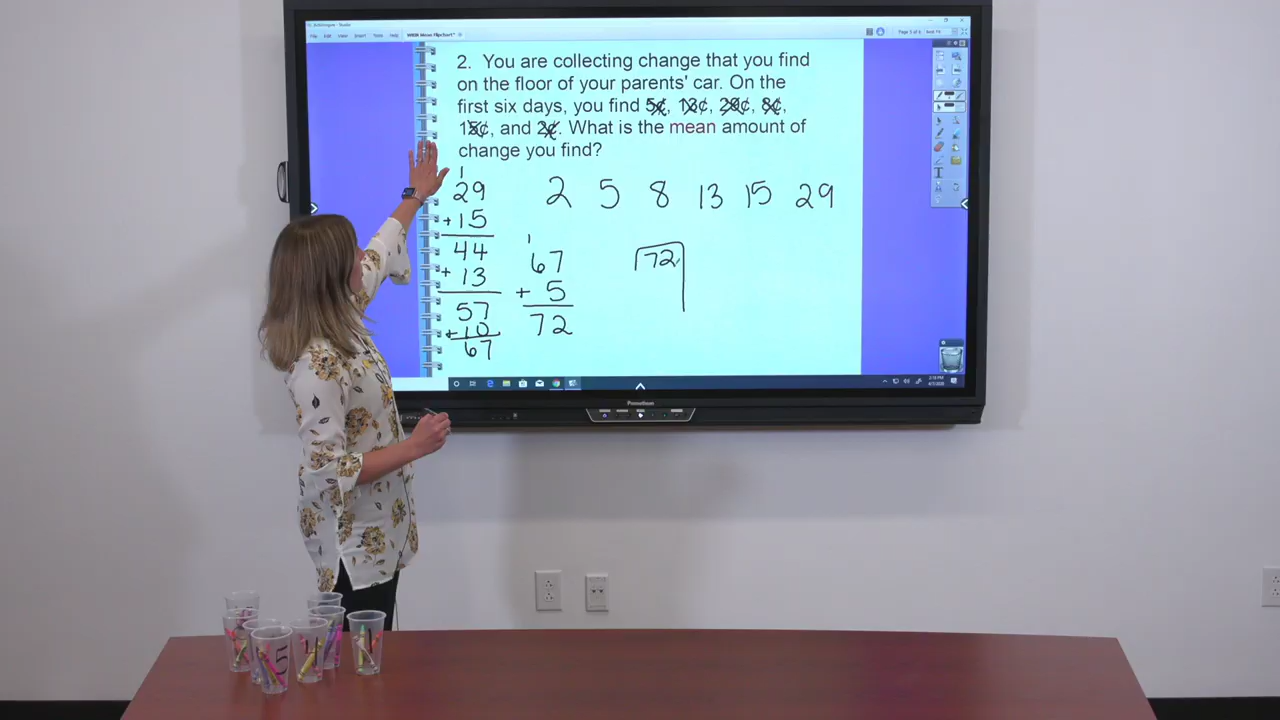 2. You are collecting change that you find
on the floor of your parents' car. On the
first six days, you find 5¢, 13¢, 29¢, 8¢,
15¢, and 2¢. What is the mean amount of
change you find?
2 5 8 13 15 29
1
29
+15
44
+13
57
+10
67
1
67
+ 5
72
72
Promethean
5